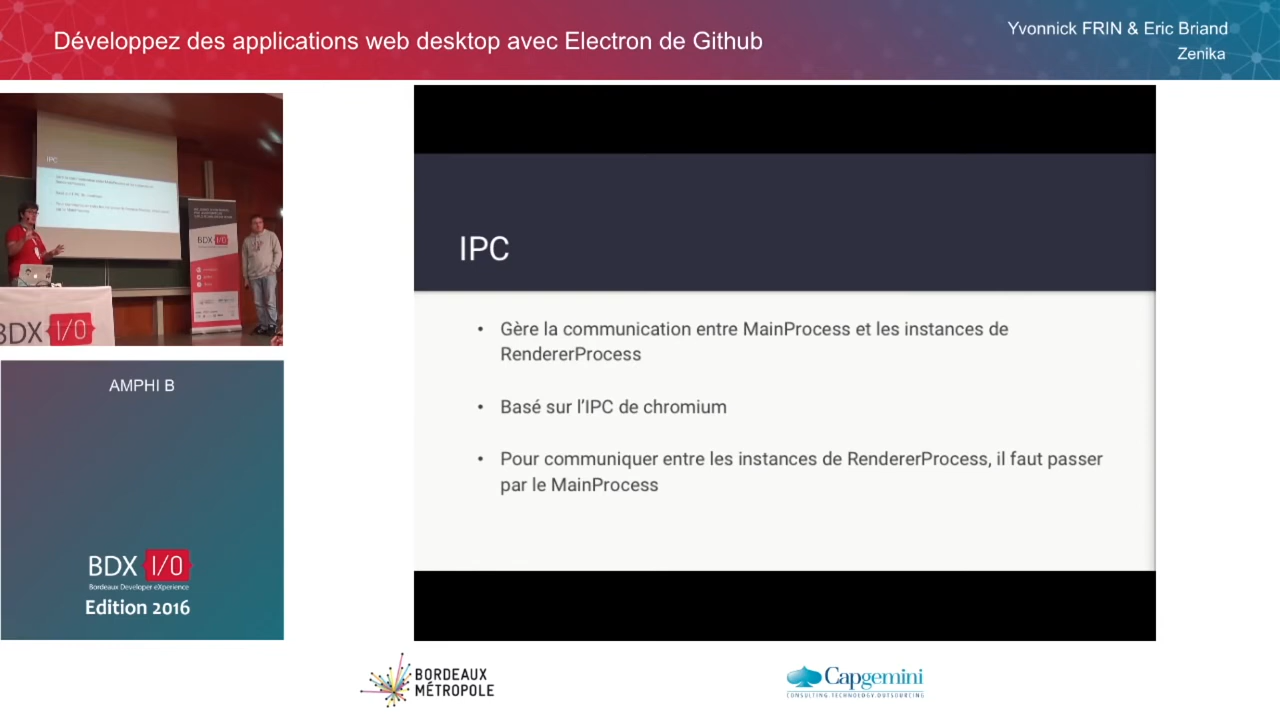 Développez des applications web desktop avec Electron de Github
Yvonnick FRIN & Eric Briand
Zenika
IPC
BDX I/O
BDX I/O
AMPHI B
BDX I/O
Bordeaux Developer eXperience
Edition 2016
IPC
• Gère la communication entre MainProcess et les instances de
RendererProcess
• Basé sur l'IPC de chromium
• Pour communiquer entre les instances de RendererProcess, il faut passer
par le MainProcess
BORDEAUX
MÉTROPOLE
Capgemini
CONSULTING.TECHNOLOGY.OUTSOURCING